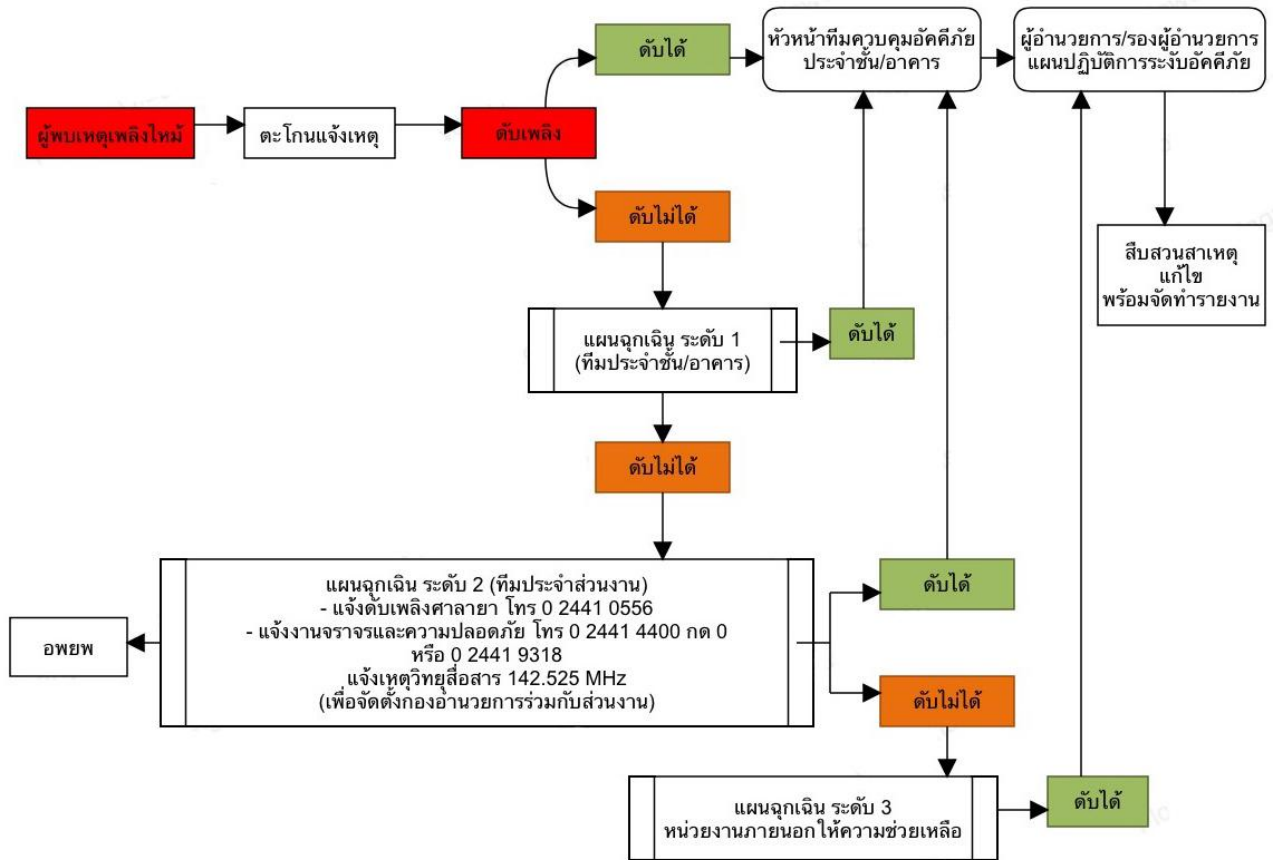 ดับได้
หัวหน้าทีมควบคุมอัคคีภัย
ประจำชั้น/อาคาร
ผู้อำนวยการ/รองผู้อำนวยการ
แผนปฏิบัติการระงับอัคคีภัย
ผู้พบเหตุเพลิงไหม้
ตะโกนแจ้งเหตุ
ดับเพลิง
ดับไม่ได้
สืบสวนสาเหตุ
แก้ไข
พร้อมจัดทำรายงาน
แผนฉุกเฉิน ระดับ 1
(ทีมประจำชั้น/อาคาร)
ดับได้
ดับไม่ได้
แผนฉุกเฉิน ระดับ 2 (ทีมประจำส่วนงาน)
- แจ้งดับเพลิงศาลายา โทร 0 2441 0556
- แจ้งงานจราจรและความปลอดภัย โทร 0 2441 4400 กด 0
หรือ 0 2441 9318
แจ้งเหตุวิทยุสื่อสาร 142.525 MHz
(เพื่อจัดตั้งกองอำนวยการร่วมกับส่วนงาน)
อพยพ
ดับได้
ดับไม่ได้
แผนฉุกเฉิน ระดับ 3
หน่วยงานภายนอกให้ความช่วยเหลือ
ดับได้